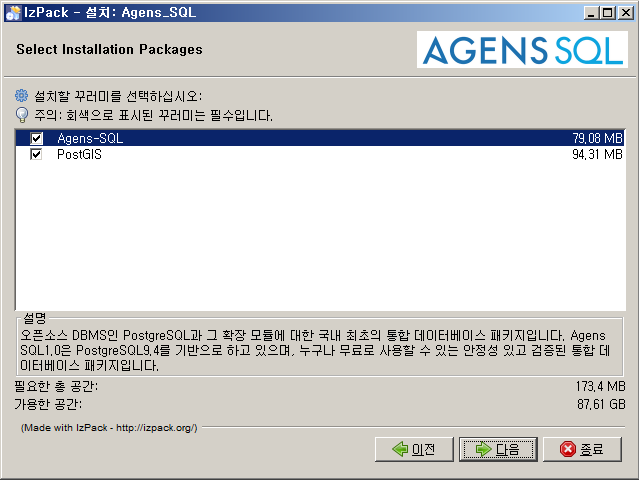 IzPack - 설치: Agens_SQL
Select Installation Packages
AGENS SQL
설치할 꾸러미를 선택하십시오:
주의: 회색으로 표시된 꾸러미는 필수입니다.
Agens-SQL 79,08 MB
PostGIS 94,31 MB
설명
오픈소스 DBMS인 PostgreSQL과 그 확장 모듈에 대한 국내 최초의 통합 데이터베이스 패키지입니다. Agens
SQL1,0은 PostgreSQL9,4를 기반으로 하고 있으며, 누구나 무료로 사용할 수 있는 안정성 있고 검증된 통합 데
이터베이스 패키지입니다.
필요한 총 공간: 173,4 MB
가용한 공간: 87,61 GB
(Made with IzPack - http://izpack.org/)
이전 다음 종료